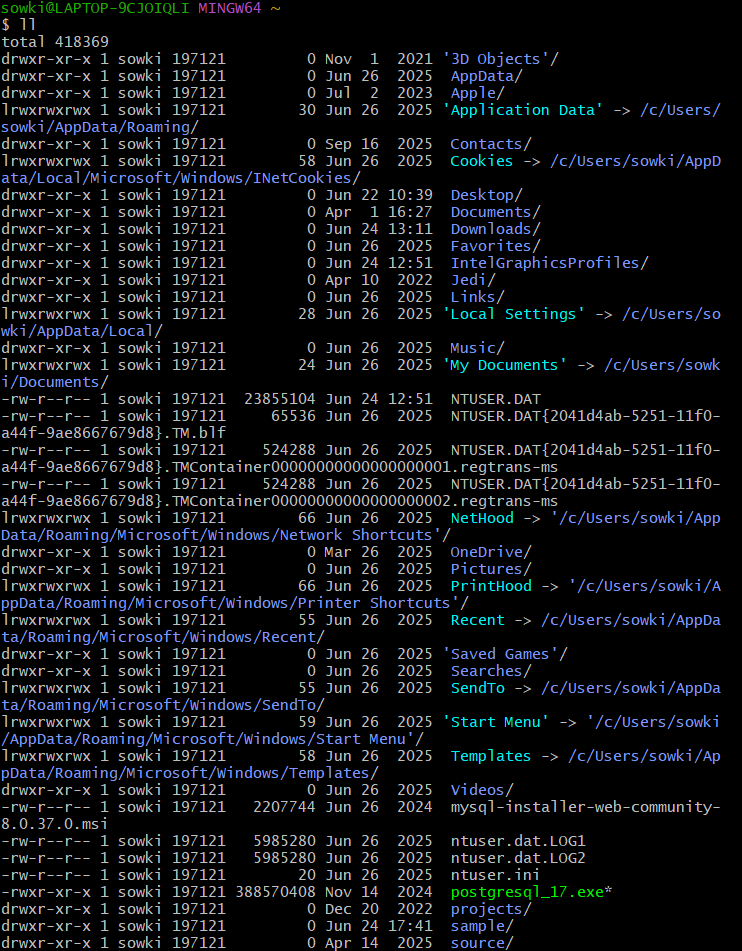 sowki@LAPTOP-9CJOIQLI MINGW64 ~
$ ll
total 418369
drwxr-xr-x 1 sowki 197121         0 Nov  1  2021 '3D Objects'/
drwxr-xr-x 1 sowki 197121         0 Jun 26  2025  AppData/
drwxr-xr-x 1 sowki 197121         0 Jul  2  2023  Apple/
lrwxrwxrwx 1 sowki 197121        30 Jun 26  2025 'Application Data' -> /c/Users/
sowki/AppData/Roaming/
drwxr-xr-x 1 sowki 197121         0 Sep 16  2025  Contacts/
lrwxrwxrwx 1 sowki 197121        58 Jun 26  2025  Cookies -> /c/Users/sowki/AppD
ata/Local/Microsoft/Windows/INetCookies/
drwxr-xr-x 1 sowki 197121         0 Jun 22 10:39  Desktop/
drwxr-xr-x 1 sowki 197121         0 Apr  1 16:27  Documents/
drwxr-xr-x 1 sowki 197121         0 Jun 24 13:11  Downloads/
drwxr-xr-x 1 sowki 197121         0 Jun 26  2025  Favorites/
drwxr-xr-x 1 sowki 197121         0 Jun 24 12:51  IntelGraphicsProfiles/
drwxr-xr-x 1 sowki 197121         0 Apr 10  2022  Jedi/
drwxr-xr-x 1 sowki 197121         0 Jun 26  2025  Links/
lrwxrwxrwx 1 sowki 197121        28 Jun 26  2025 'Local Settings' -> /c/Users/so
wki/AppData/Local/
drwxr-xr-x 1 sowki 197121         0 Jun 26  2025  Music/
lrwxrwxrwx 1 sowki 197121        24 Jun 26  2025 'My Documents' -> /c/Users/sowk
i/Documents/
-rw-r--r-- 1 sowki 197121  23855104 Jun 24 12:51  NTUSER.DAT
-rw-r--r-- 1 sowki 197121     65536 Jun 26  2025  NTUSER.DAT{2041d4ab-5251-11f0-
a44f-9ae8667679d8}.TM.blf
-rw-r--r-- 1 sowki 197121    524288 Jun 26  2025  NTUSER.DAT{2041d4ab-5251-11f0-
a44f-9ae8667679d8}.TMContainer00000000000000000001.regtrans-ms
-rw-r--r-- 1 sowki 197121    524288 Jun 26  2025  NTUSER.DAT{2041d4ab-5251-11f0-
a44f-9ae8667679d8}.TMContainer00000000000000000002.regtrans-ms
lrwxrwxrwx 1 sowki 197121        66 Jun 26  2025  NetHood -> '/c/Users/sowki/App
Data/Roaming/Microsoft/Windows/Network Shortcuts'/
drwxr-xr-x 1 sowki 197121         0 Mar 26  2025  OneDrive/
drwxr-xr-x 1 sowki 197121         0 Jun 26  2025  Pictures/
lrwxrwxrwx 1 sowki 197121        66 Jun 26  2025  PrintHood -> '/c/Users/sowki/A
ppData/Roaming/Microsoft/Windows/Printer Shortcuts'/
lrwxrwxrwx 1 sowki 197121        55 Jun 26  2025  Recent -> /c/Users/sowki/AppDa
ta/Roaming/Microsoft/Windows/Recent/
drwxr-xr-x 1 sowki 197121         0 Jun 26  2025 'Saved Games'/
drwxr-xr-x 1 sowki 197121         0 Jun 26  2025  Searches/
lrwxrwxrwx 1 sowki 197121        55 Jun 26  2025  SendTo -> /c/Users/sowki/AppDa
ta/Roaming/Microsoft/Windows/SendTo/
lrwxrwxrwx 1 sowki 197121        59 Jun 26  2025 'Start Menu' -> '/c/Users/sowki
/AppData/Roaming/Microsoft/Windows/Start Menu'/
lrwxrwxrwx 1 sowki 197121        58 Jun 26  2025  Templates -> /c/Users/sowki/Ap
pData/Roaming/Microsoft/Windows/Templates/
drwxr-xr-x 1 sowki 197121         0 Jun 26  2025  Videos/
-rw-r--r-- 1 sowki 197121   2207744 Jun 26  2024  mysql-installer-web-community-
8.0.37.0.msi
-rw-r--r-- 1 sowki 197121   5985280 Jun 26  2025  ntuser.dat.LOG1
-rw-r--r-- 1 sowki 197121   5985280 Jun 26  2025  ntuser.dat.LOG2
-rw-r--r-- 1 sowki 197121        20 Jun 26  2025  ntuser.ini
-rwxr-xr-x 1 sowki 197121 388570408 Nov 14  2024  postgresql_17.exe*
drwxr-xr-x 1 sowki 197121         0 Dec 20  2022  projects/
drwxr-xr-x 1 sowki 197121         0 Jun 24 17:41  sample/
drwxr-xr-x 1 sowki 197121         0 Apr 14  2025  source/